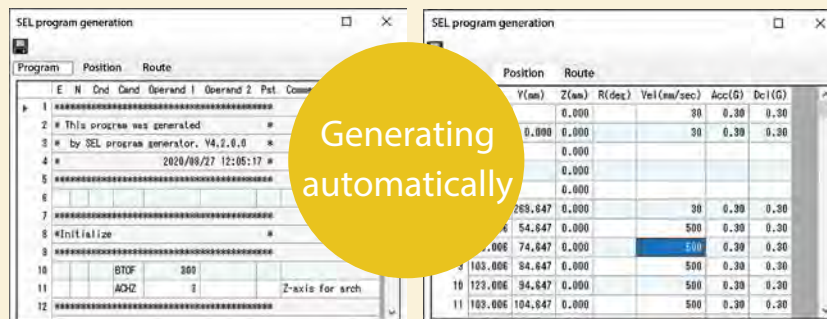 SEL program generation
Program Position Route
E N Cnd Cmnd Operand 1 Operand 2 Pst
1 *******************************************
2 * This program was generated *
3 * by SEL program generator. V4.2.0.0 *
4 * 2020/08/27 12:05:17 *
5 *******************************************
6
7 *******************************************
8 *Initialize *
9 *******************************************
10 BTOF 300
11 ACHZ 3 Z-axis for arch
12 *******************************************
Generating
automatically
SEL program generation
Position Route
Y(mm) Z(mm) R(deg) Vel(mm/sec) Acc(G) Dcl(G)
0.000 30 0.30 0.30
0.000 0.000 30 0.30 0.30
0.000
0.000
0.000
269.647 0.000 30 0.30 0.30
54.647 0.000 500 0.30 0.30
74.647 0.000 500 0.30 0.30
9 103.006 84.647 0.000 500 0.30 0.30
10 123.006 94.647 0.000 500 0.30 0.30
11 103.006 104.647 0.000 500 0.30 0.30